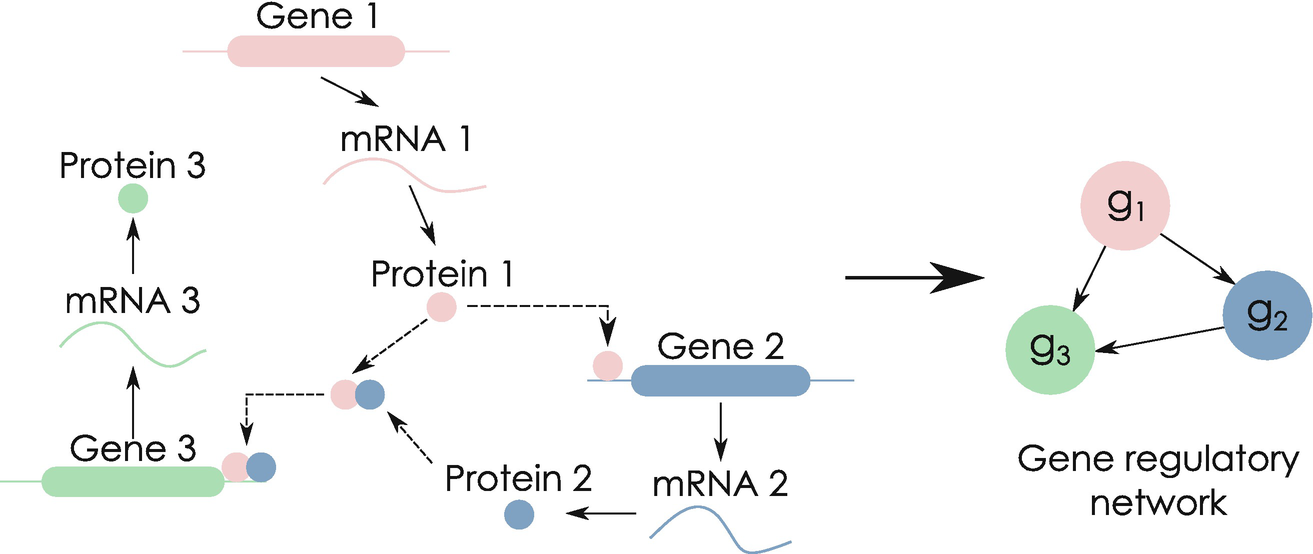 Gene 1
mRNA 1
Protein 3
Protein 1
mRNA 3
Gene 2
Gene 3
Protein 2
mRNA 2
g₁
g₂
g₃
Gene regulatory
network